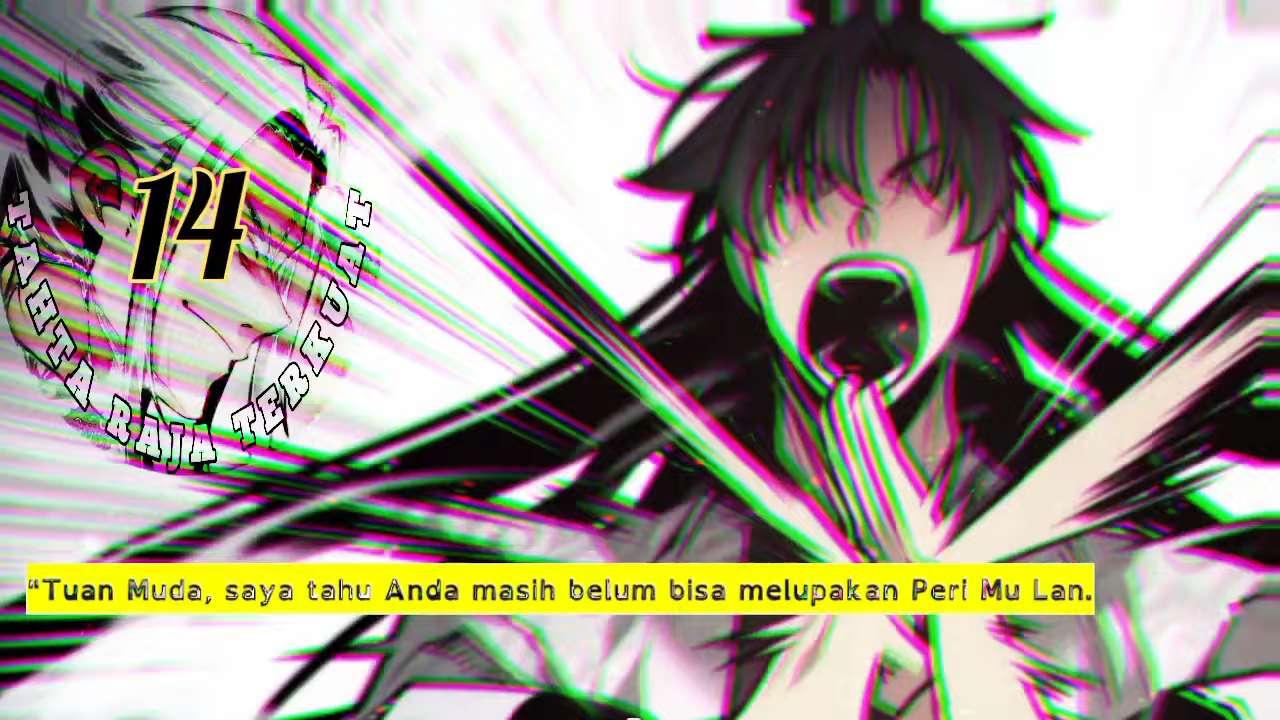 14
TAHTA RAJA TERKUAT
“Tuan Muda, saya tahu Anda masih belum bisa melupakan Peri Mu Lan.